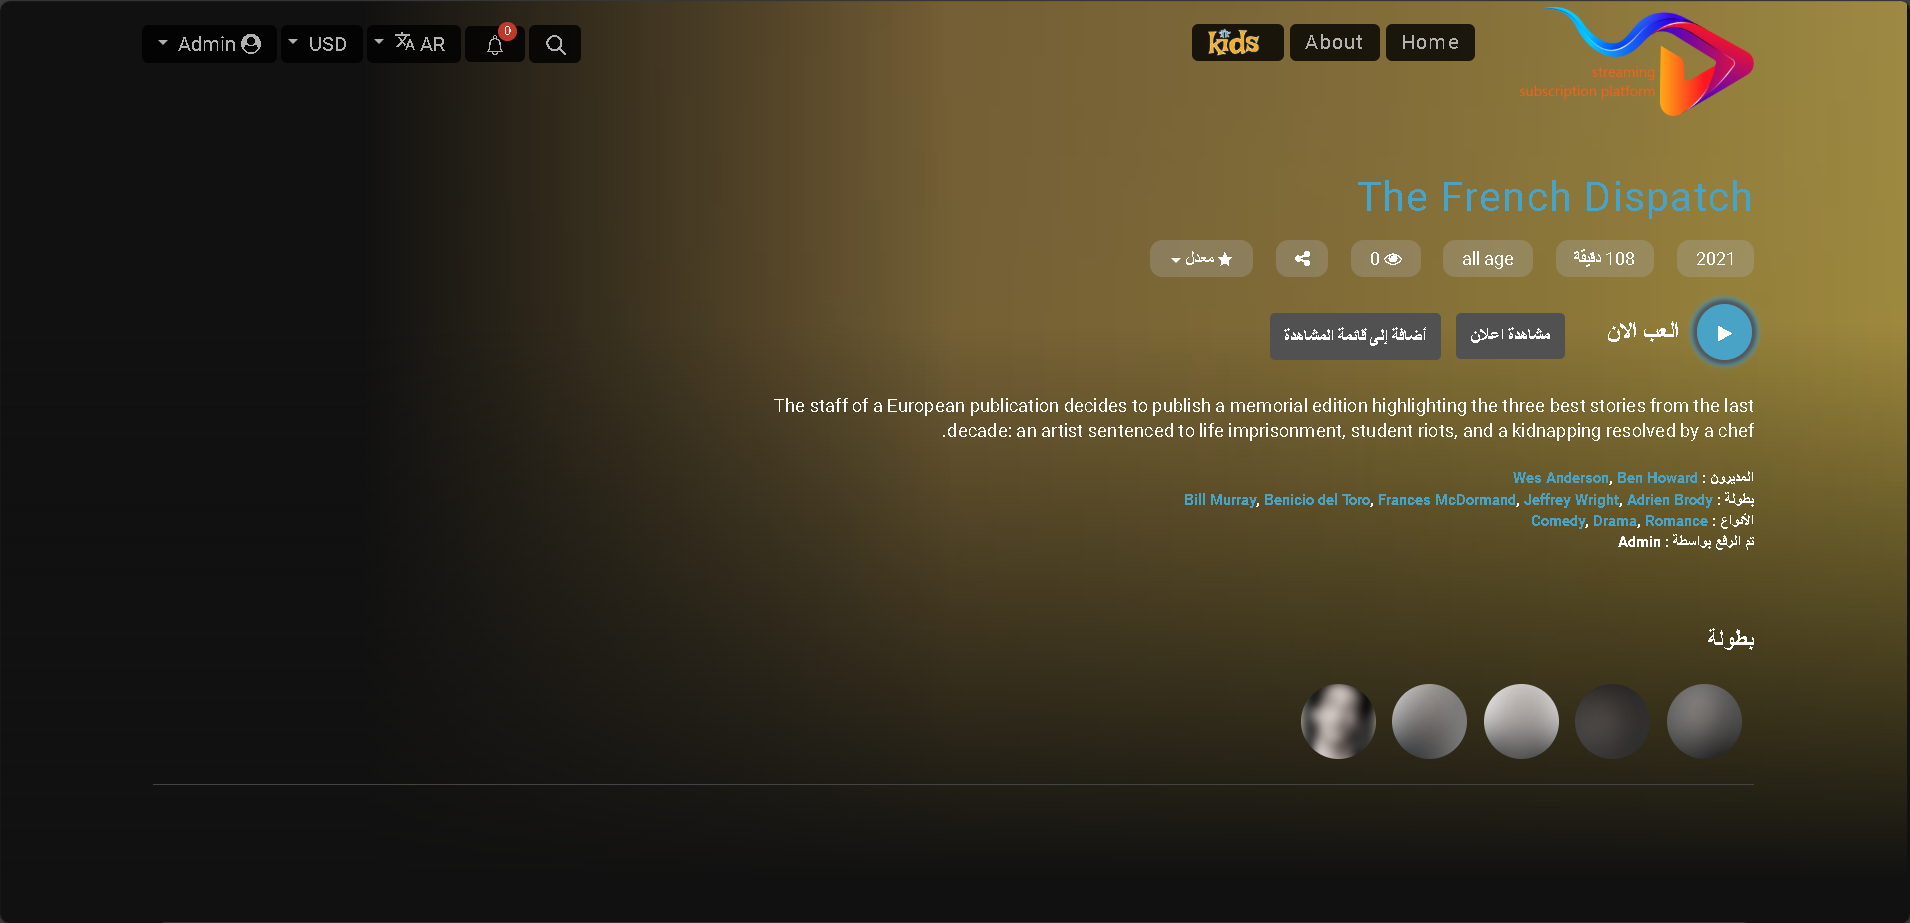 streaming
subscription platform
Home
About
kids
0
AR
USD
Admin
The French Dispatch
2021
108 دقيقة
all age
0
معدل
العب الان
مشاهدة اعلان
أضافة إلى قائمة المشاهدة
The staff of a European publication decides to publish a memorial edition highlighting the three best stories from the last
decade: an artist sentenced to life imprisonment, student riots, and a kidnapping resolved by a chef.
المديرون : Wes Anderson, Ben Howard
بطولة : Bill Murray, Benicio del Toro, Frances McDormand, Jeffrey Wright, Adrien Brody
الأنواع : Comedy, Drama, Romance
تم الرفع بواسطة : Admin
بطولة